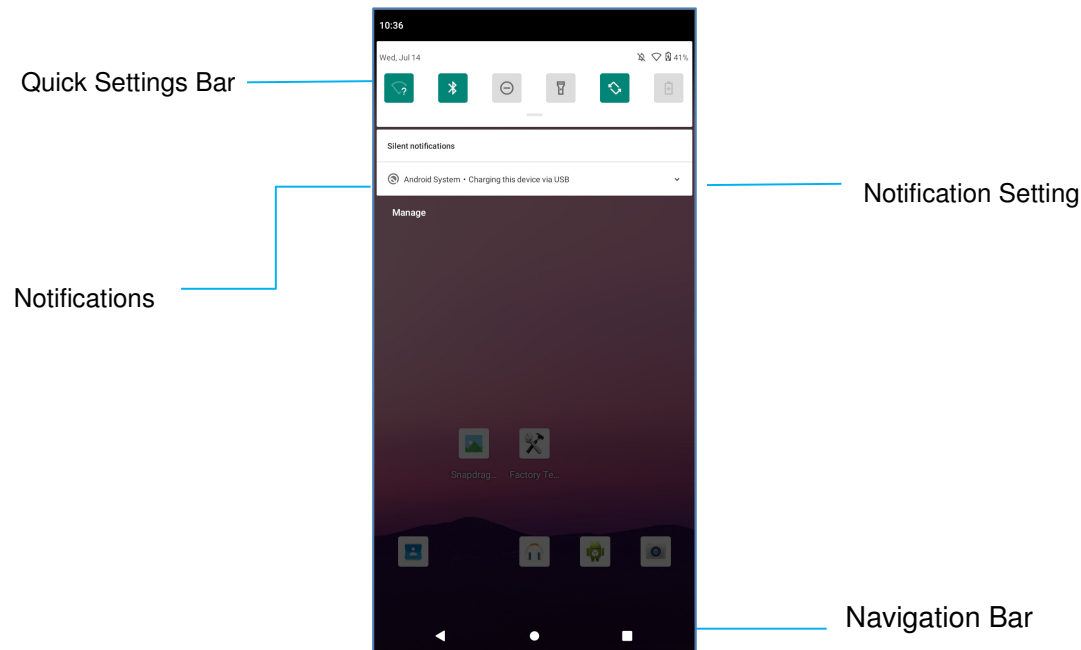 10:36
Wed, Jul 14
41%
Quick Settings Bar
Silent notifications
Android System • Charging this device via USB
Notification Setting
Manage
Notifications
Snapdrag... Factory Te...
Navigation Bar